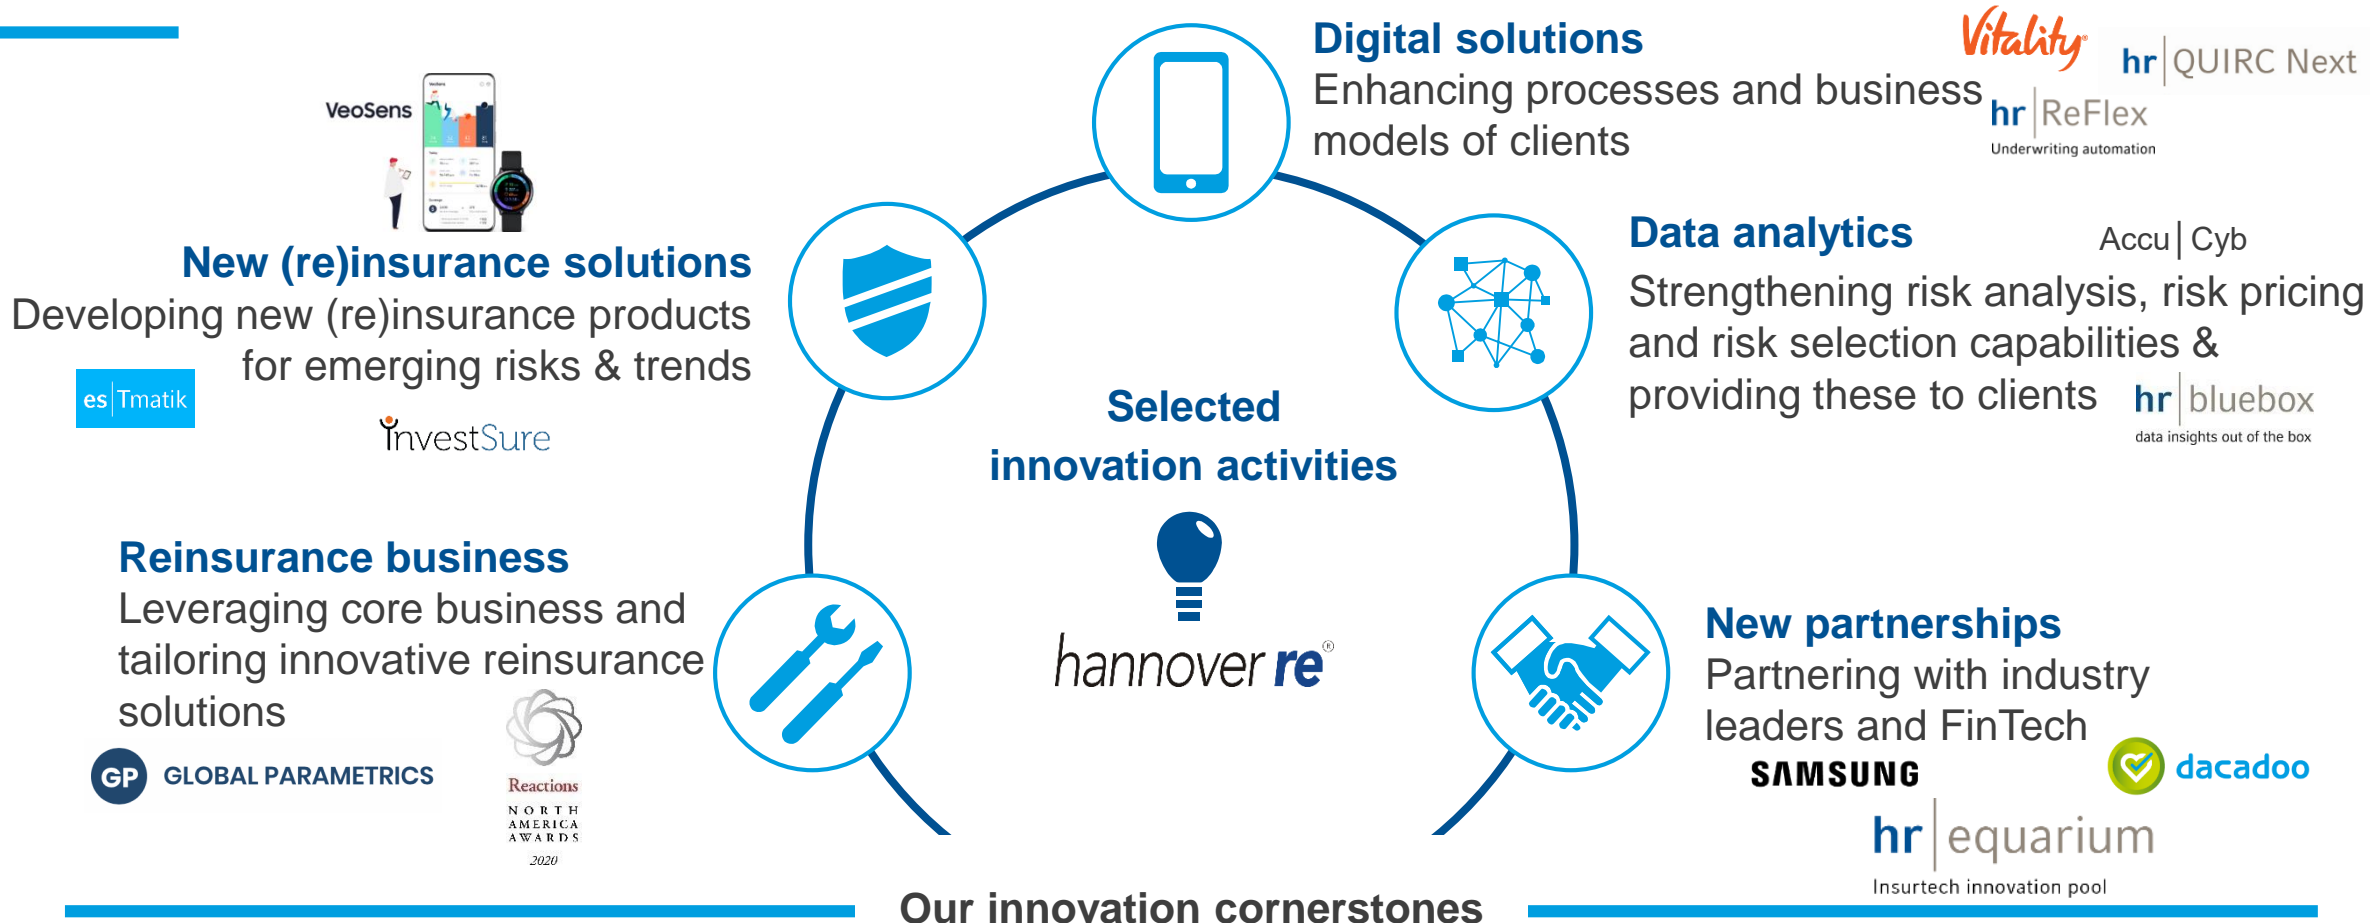 Digital solutions
Enhancing processes and business
models of clients
Vitality
hr|QUIRC Next
hr|ReFlex
Underwriting automation
VeoSens
New (re)insurance solutions
Developing new (re)insurance products
for emerging risks & trends
es|Tmatik
investSure
Data analytics
Accu|Cyb
Strengthening risk analysis, risk pricing
and risk selection capabilities &
providing these to clients
hr|bluebox
data insights out of the box
Selected
innovation activities
hannover re®
Reinsurance business
Leveraging core business and
tailoring innovative reinsurance
solutions
GP GLOBAL PARAMETRICS
Reactions
NORTH
AMERICA
AWARDS
2020
New partnerships
Partnering with industry
leaders and FinTech
SAMSUNG
dacadoo
hr|equarium
Insurtech innovation pool
Our innovation cornerstones